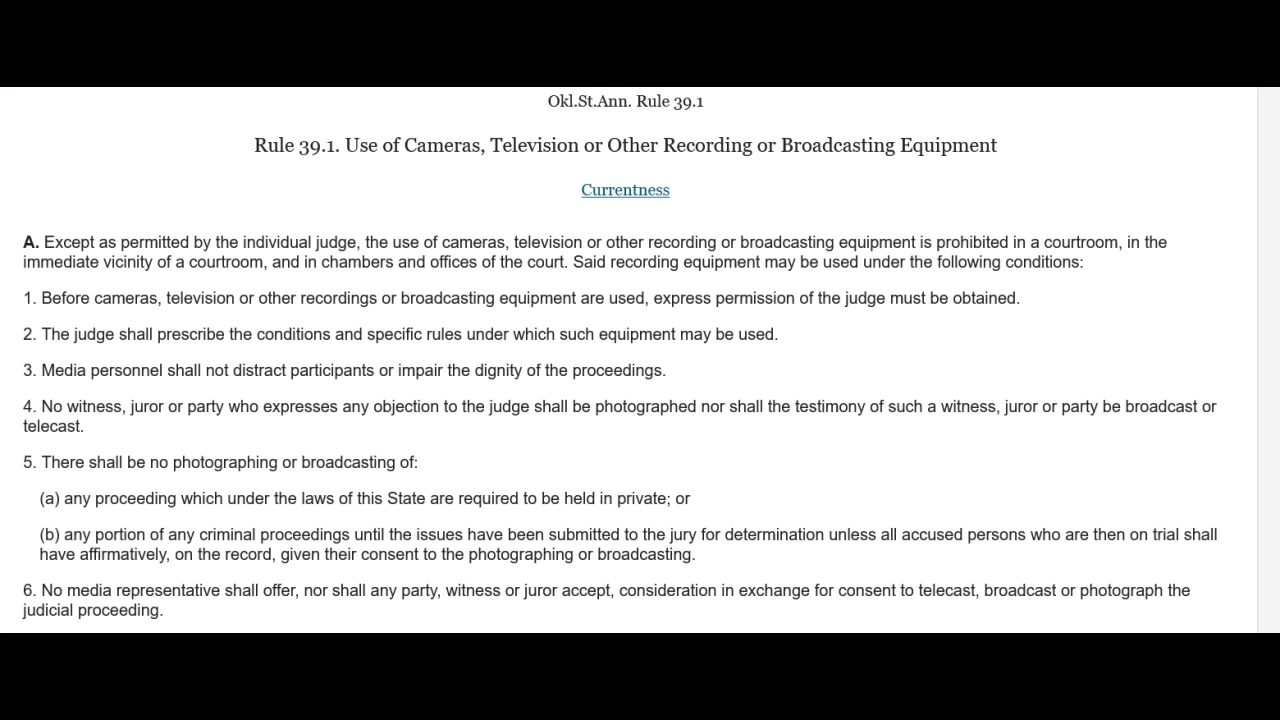 Okl.St.Ann. Rule 39.1
Rule 39.1. Use of Cameras, Television or Other Recording or Broadcasting Equipment
Currentness
A. Except as permitted by the individual judge, the use of cameras, television or other recording or broadcasting equipment is prohibited in a courtroom, in the
immediate vicinity of a courtroom, and in chambers and offices of the court. Said recording equipment may be used under the following conditions:
1. Before cameras, television or other recordings or broadcasting equipment are used, express permission of the judge must be obtained.
2. The judge shall prescribe the conditions and specific rules under which such equipment may be used.
3. Media personnel shall not distract participants or impair the dignity of the proceedings.
4. No witness, juror or party who expresses any objection to the judge shall be photographed nor shall the testimony of such a witness, juror or party be broadcast or
telecast.
5. There shall be no photographing or broadcasting of:
(a) any proceeding which under the laws of this State are required to be held in private; or
(b) any portion of any criminal proceedings until the issues have been submitted to the jury for determination unless all accused persons who are then on trial shall
have affirmatively, on the record, given their consent to the photographing or broadcasting.
6. No media representative shall offer, nor shall any party, witness or juror accept, consideration in exchange for consent to telecast, broadcast or photograph the
judicial proceeding.